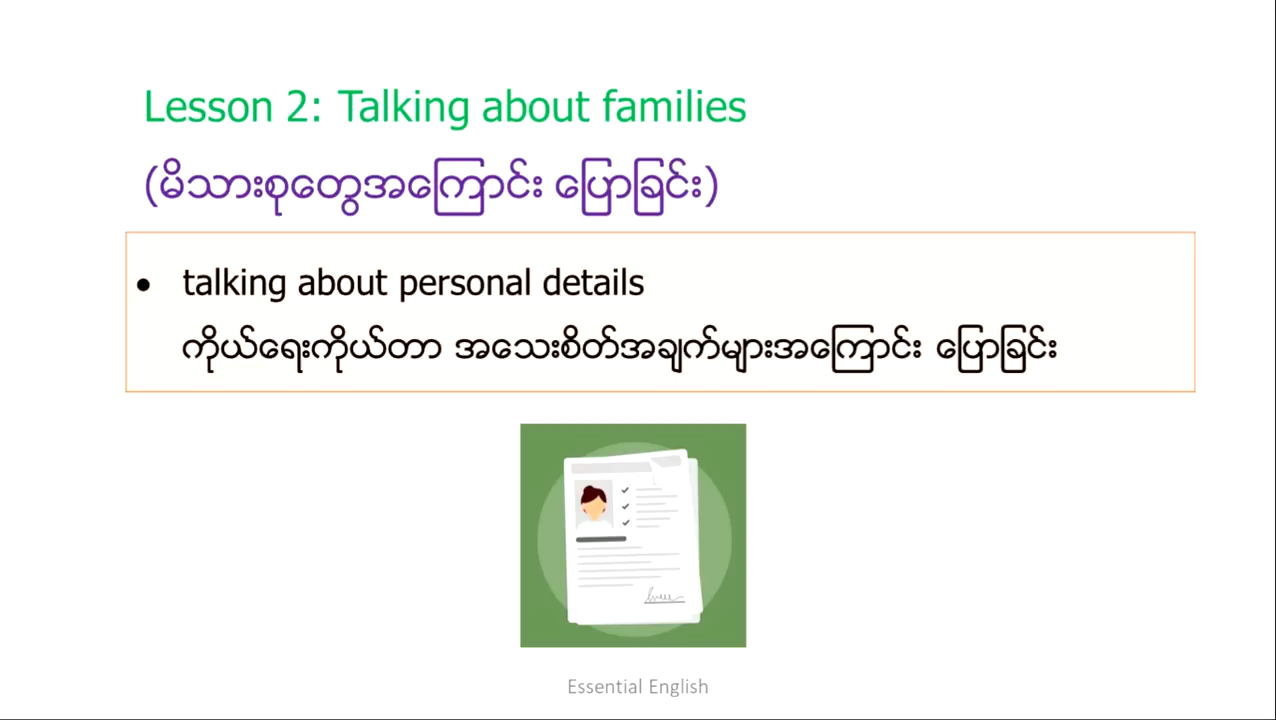 Lesson 2: Talking about families
(မိသားစုတွေအကြောင်း ပြောခြင်း)
• talking about personal details
ကိုယ်ရေးကိုယ်တာ အသေးစိတ်အချက်များအကြောင်း ပြောခြင်း
Essential English